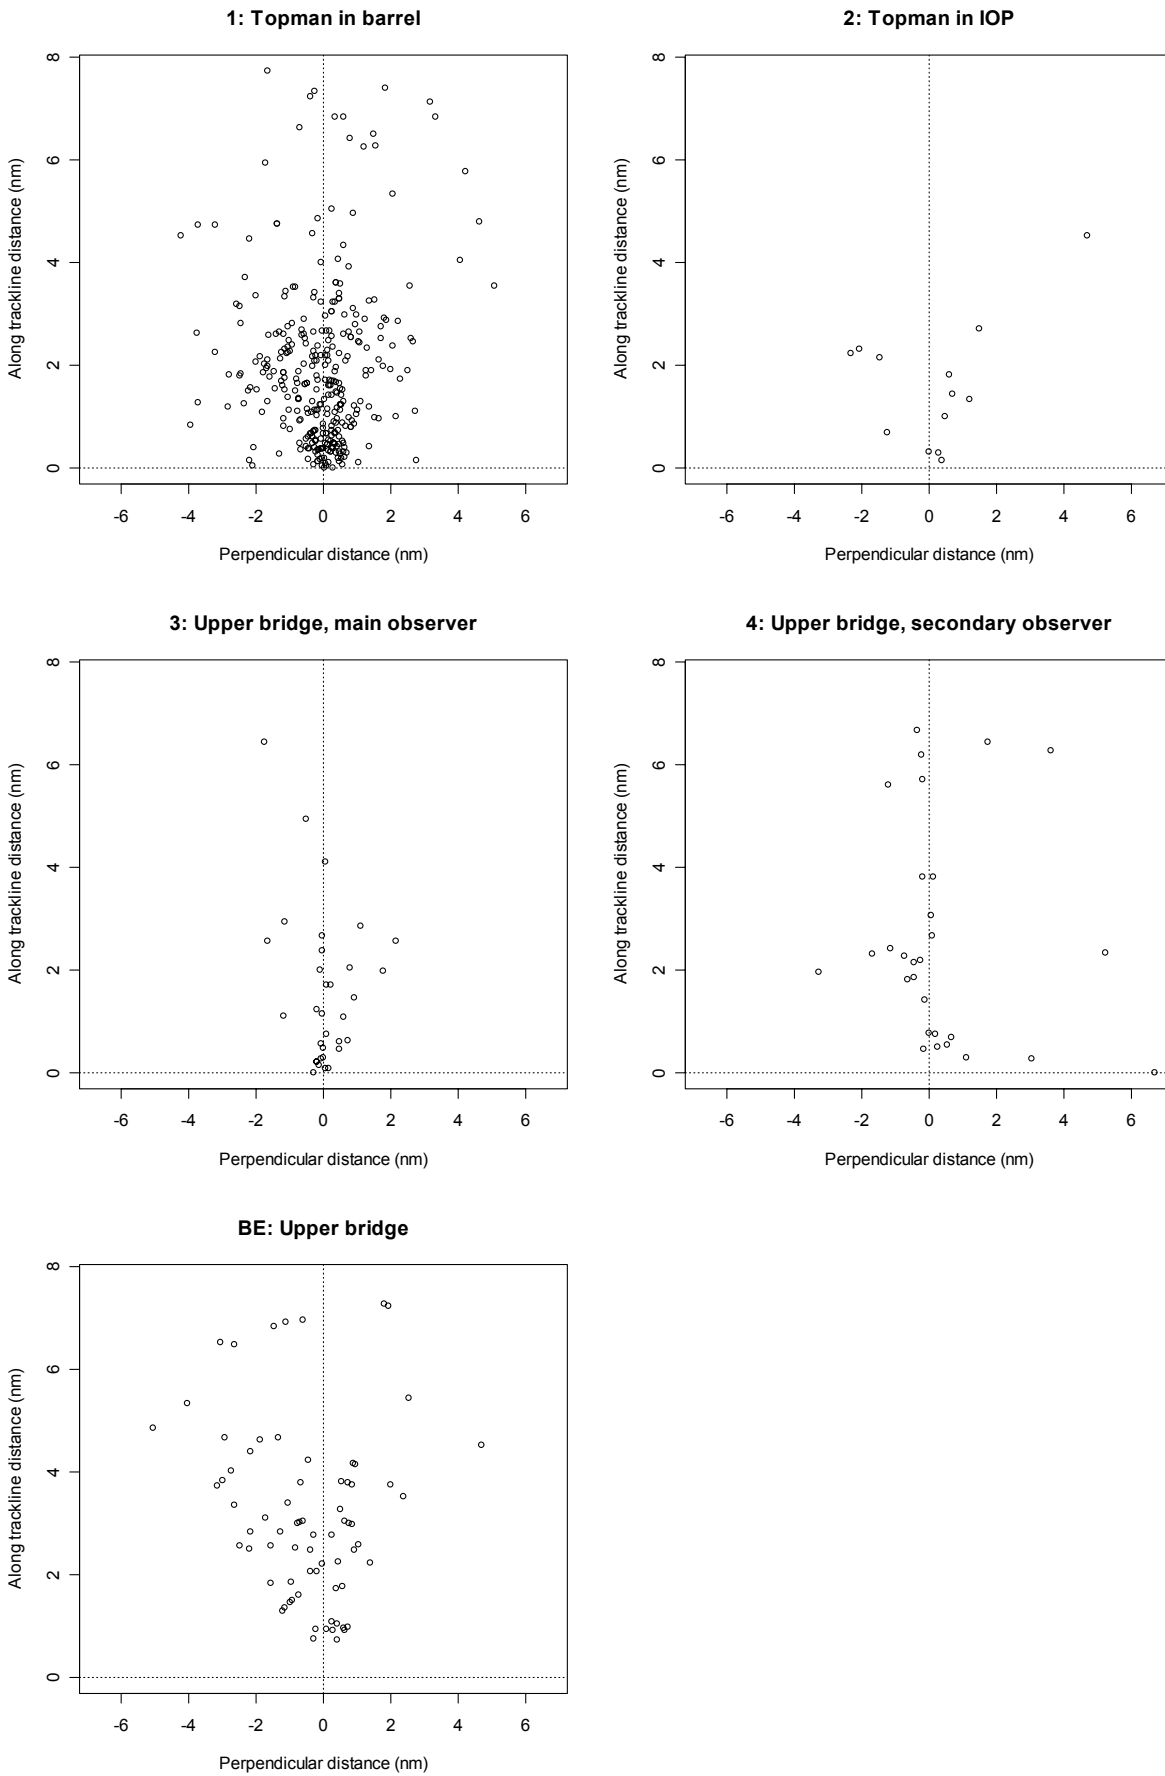 1: Topman in barrel
Along trackline distance (nm)
8
6
4
2
0
-6 -4 -2 0 2 4 6
Perpendicular distance (nm)
2: Topman in IOP
Along trackline distance (nm)
8
6
4
2
0
-6 -4 -2 0 2 4 6
Perpendicular distance (nm)
3: Upper bridge, main observer
Along trackline distance (nm)
8
6
4
2
0
-6 -4 -2 0 2 4 6
Perpendicular distance (nm)
4: Upper bridge, secondary observer
Along trackline distance (nm)
8
6
4
2
0
-6 -4 -2 0 2 4 6
Perpendicular distance (nm)
BE: Upper bridge
Along trackline distance (nm)
8
6
4
2
0
-6 -4 -2 0 2 4 6
Perpendicular distance (nm)